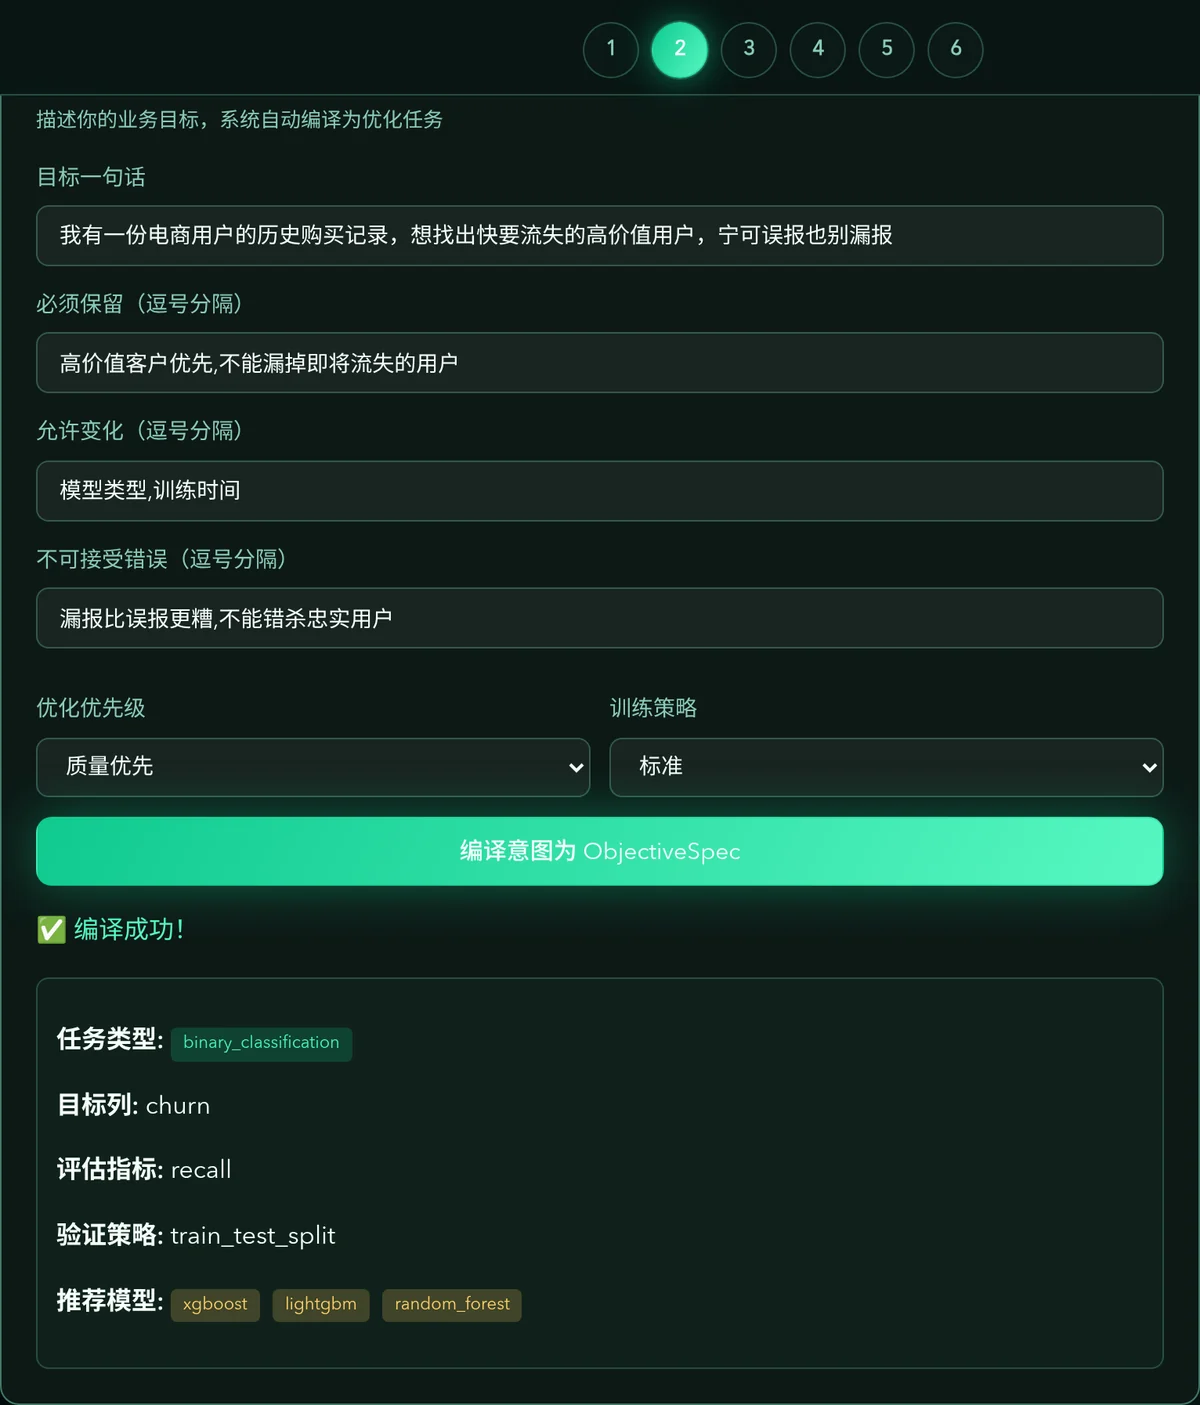 1 2 3 4 5 6
描述你的业务目标，系统自动编译为优化任务
目标一句话
我有一份电商用户的历史购买记录，想找出快要流失的高价值用户，宁可误报也别漏报
必须保留（逗号分隔）
高价值客户优先,不能漏掉即将流失的用户
允许变化（逗号分隔）
模型类型,训练时间
不可接受错误（逗号分隔）
漏报比误报更糟,不能错杀忠实用户
优化优先级 训练策略
质量优先 标准
编译意图为 ObjectiveSpec
✅ 编译成功！
任务类型: binary_classification
目标列: churn
评估指标: recall
验证策略: train_test_split
推荐模型: xgboost lightgbm random_forest